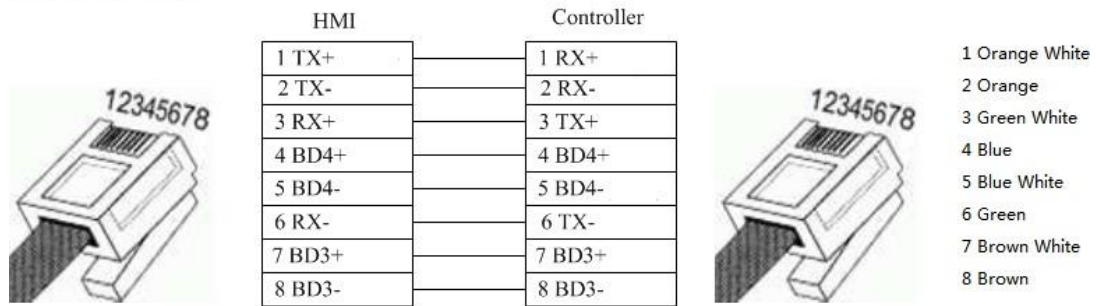 HMI Controller
1 TX+ 1 RX+
2 TX- 2 RX-
3 RX+ 3 TX+
4 BD4+ 4 BD4+
5 BD4- 5 BD4-
6 RX- 6 TX-
7 BD3+ 7 BD3+
8 BD3- 8 BD3-
12345678
12345678
1 Orange White
2 Orange
3 Green White
4 Blue
5 Blue White
6 Green
7 Brown White
8 Brown